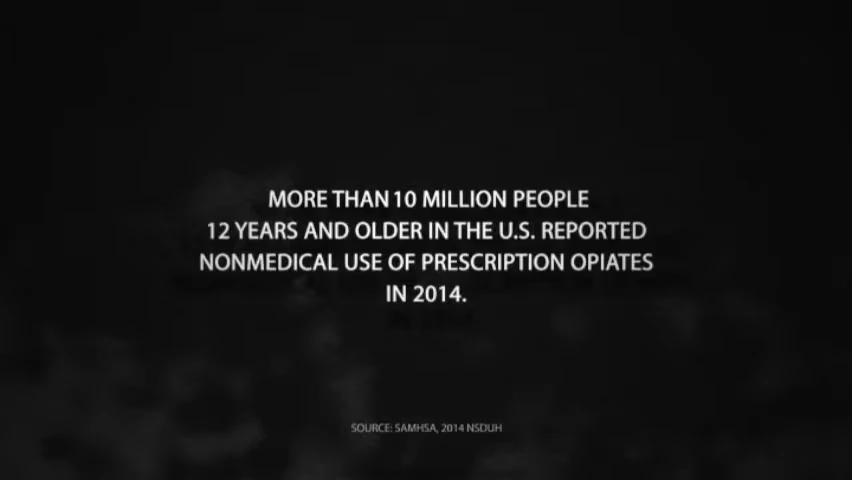 MORE THAN 10 MILLION PEOPLE
12 YEARS AND OLDER IN THE U.S. REPORTED
NONMEDICAL USE OF PRESCRIPTION OPIATES
IN 2014.
SOURCE: SAMHSA, 2014 NSDUH